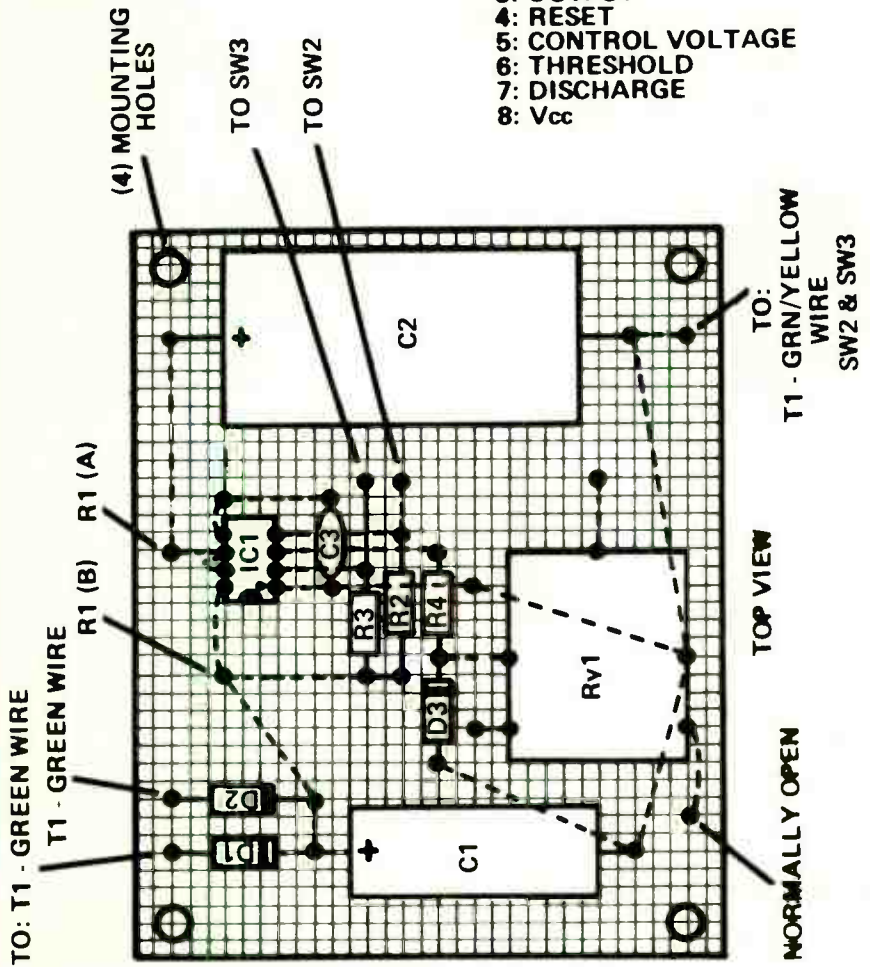 4: RESET
5: CONTROL VOLTAGE
6: THRESHOLD
7: DISCHARGE
8: Vcc
TO: T1 - GREEN WIRE
T1 - GREEN WIRE
R1 (B)
R1 (A)
(4) MOUNTING
HOLES
TO SW3
TO SW2
D1
D2
IC1
C3
C2
+
R3
R2
R4
D3
C1
+
Rv1
NORMALLY OPEN
TOP VIEW
TO:
T1 - GRN/YELLOW
WIRE
SW2 & SW3